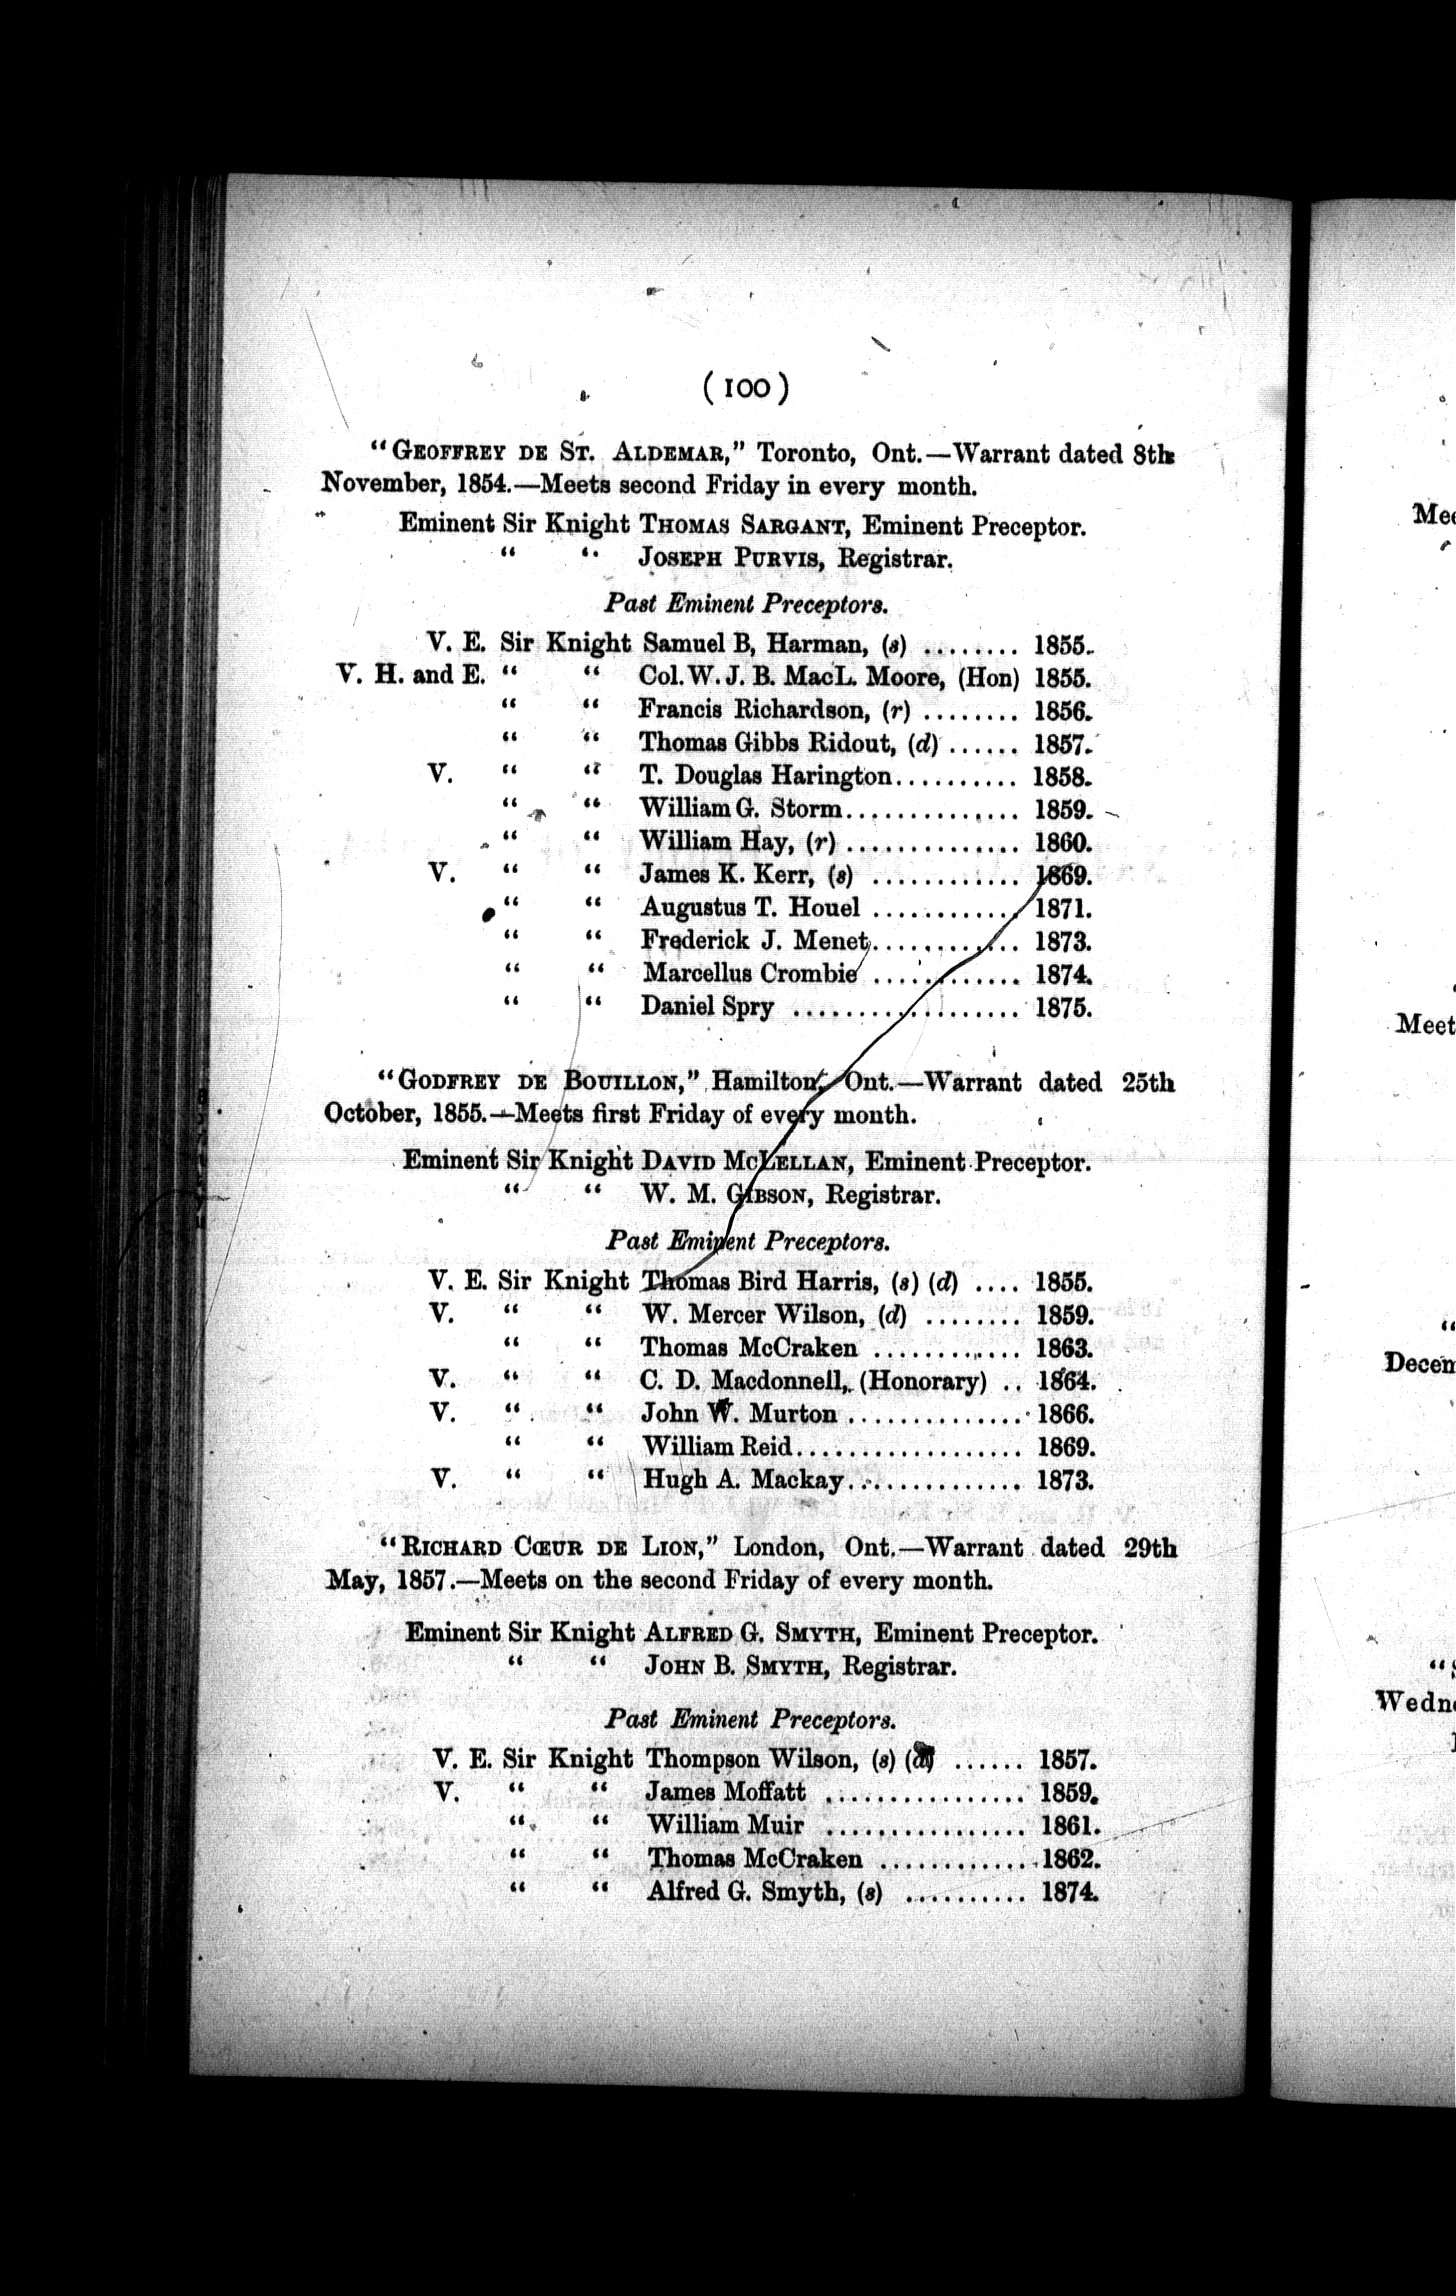 ( 100 )
“GEOFFREY DE ST. ALDEMAR,” Toronto, Ont.—Warrant dated 8th
November, 1854.—Meets second Friday in every month.
Eminent Sir Knight THOMAS SARGANT, Eminent Preceptor.
“ “ JOSEPH PURVIS, Registrar.
Past Eminent Preceptors.
V. E. Sir Knight Samuel B, Harman, (s) ........ 1855.
V. H. and E. “ “ Col. W. J. B. MacL. Moore, (Hon) 1855.
“ “ Francis Richardson, (r) ........ 1856.
“ “ Thomas Gibbs Ridout, (d) ...... 1857.
V. “ “ T. Douglas Harington.......... 1858.
“ “ William G. Storm.............. 1859.
“ “ William Hay, (r) .............. 1860.
V. “ “ James K. Kerr, (s) ............ 1869.
“ “ Augustus T. Houel ............ 1871.
“ “ Frederick J. Menet............ 1873.
“ “ Marcellus Crombie ............ 1874.
“ “ Daniel Spry .................. 1875.
“GODFREY DE BOUILLON,” Hamilton, Ont.—Warrant dated 25th
October, 1855.—Meets first Friday of every month.
Eminent Sir Knight DAVID MCLELLAN, Eminent Preceptor.
“ “ W. M. GIBSON, Registrar.
Past Eminent Preceptors.
V. E. Sir Knight Thomas Bird Harris, (s) (d) .... 1855.
V. “ “ W. Mercer Wilson, (d) ........ 1859.
“ “ Thomas McCraken ............ 1863.
V. “ “ C. D. Macdonnell, (Honorary) .. 1864.
V. “ “ John W. Murton .............. 1866.
“ “ William Reid.................. 1869.
V. “ “ Hugh A. Mackay.............. 1873.
“RICHARD CŒUR DE LION,” London, Ont.—Warrant dated 29th
May, 1857.—Meets on the second Friday of every month.
Eminent Sir Knight ALFRED G. SMYTH, Eminent Preceptor.
“ “ JOHN B. SMYTH, Registrar.
Past Eminent Preceptors.
V. E. Sir Knight Thompson Wilson, (s) (d) ...... 1857.
V. “ “ James Moffatt ................ 1859.
“ “ William Muir ................ 1861.
“ “ Thomas McCraken ............. 1862.
“ “ Alfred G. Smyth, (s) .......... 1874.
Meet